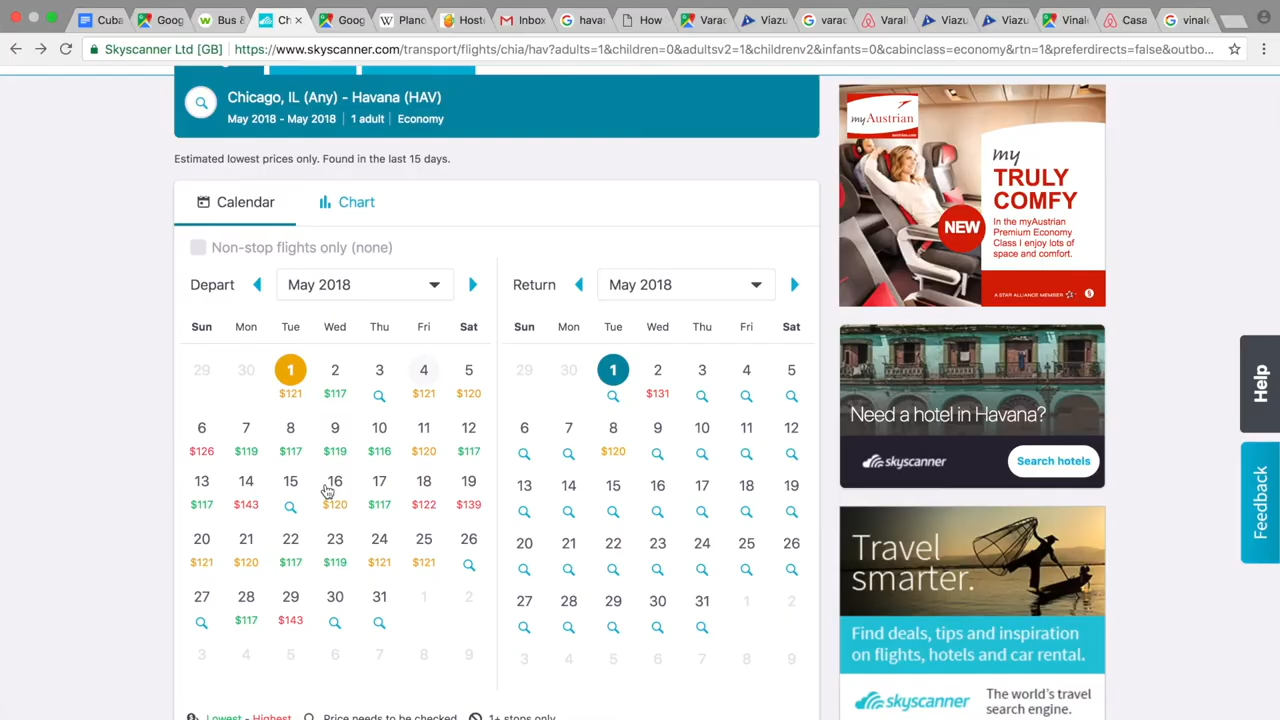 Cuba
Goog
Bus &
Ch
Goog
Plano
Hoste
Inbox
havar
How
Varac
Viazu
varac
Varali
Viazu
Viazu
Vinale
Casa
vinale
Skyscanner Ltd [GB]
https://www.skyscanner.com/transport/flights/chia/hav?adults=1&children=0&adultsv2=1&childrenv2&infants=0&cabinclass=economy&rtn=1&preferdirects=false&outbo...
Chicago, IL (Any) - Havana (HAV)
May 2018 - May 2018 | 1 adult | Economy
Estimated lowest prices only. Found in the last 15 days.
Calendar
Chart
Non-stop flights only (none)
Depart
May 2018
Sun Mon Tue Wed Thu Fri Sat
29 30 1 2 3 4 5
$121 $117 $121 $120
6 7 8 9 10 11 12
$126 $119 $117 $119 $116 $120 $117
13 14 15 16 17 18 19
$117 $143 $120 $117 $122 $139
20 21 22 23 24 25 26
$121 $120 $117 $119 $121 $121
27 28 29 30 31 1 2
$117 $143
3 4 5 6 7 8 9
Return
May 2018
Sun Mon Tue Wed Thu Fri Sat
29 30 1 2 3 4 5
$131
6 7 8 9 10 11 12
$120
13 14 15 16 17 18 19
20 21 22 23 24 25 26
27 28 29 30 31 1 2
3 4 5 6 7 8 9
Lowest - Highest
Price needs to be checked
1+ stops only
myAustrian
my
TRULY
COMFY
NEW
In the myAustrian
Premium Economy
Class I enjoy lots of
space and comfort.
A STAR ALLIANCE MEMBER
Need a hotel in Havana?
skyscanner
Search hotels
Travel
smarter.
Find deals, tips and inspiration
on flights, hotels and car rental.
skyscanner
The world's travel
search engine.
Help
Feedback